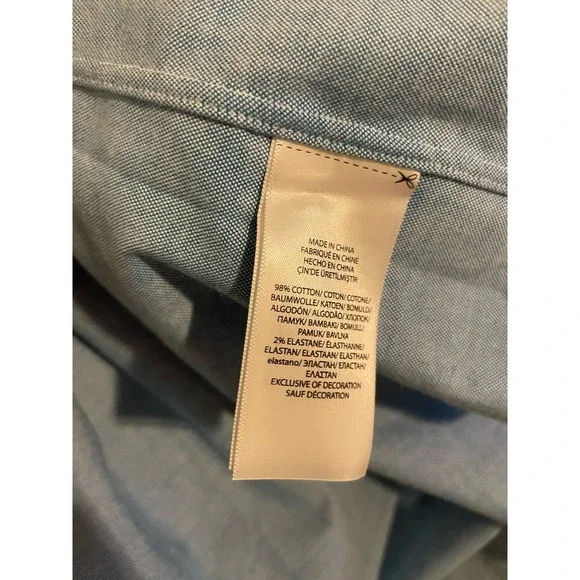 MADE IN CHINA
FABRIQUÉ EN CHINE
HECHO EN CHINA
ÇİN'DE ÜRETİLMİŞTİR
98% COTTON/ COTON/ COTONE/
BAUMWOLLE/ KATOEN/ BOMULD/
ALGODÓN/ ALGODÃO/ ХЛОПОК/
ПАМУК/ BAMBAKI/ BOMULL/
PAMUK/ BAVLNA
2% ELASTANE/ ÉLASTHANNE/
ELASTAN/ ELASTAAN/ ELASTHAN/
elastano/ ЭЛАСТАН/ ЕЛАСТАН/
ΕΛΑΣΤΑΝ
EXCLUSIVE OF DECORATION
SAUF DÉCORATION